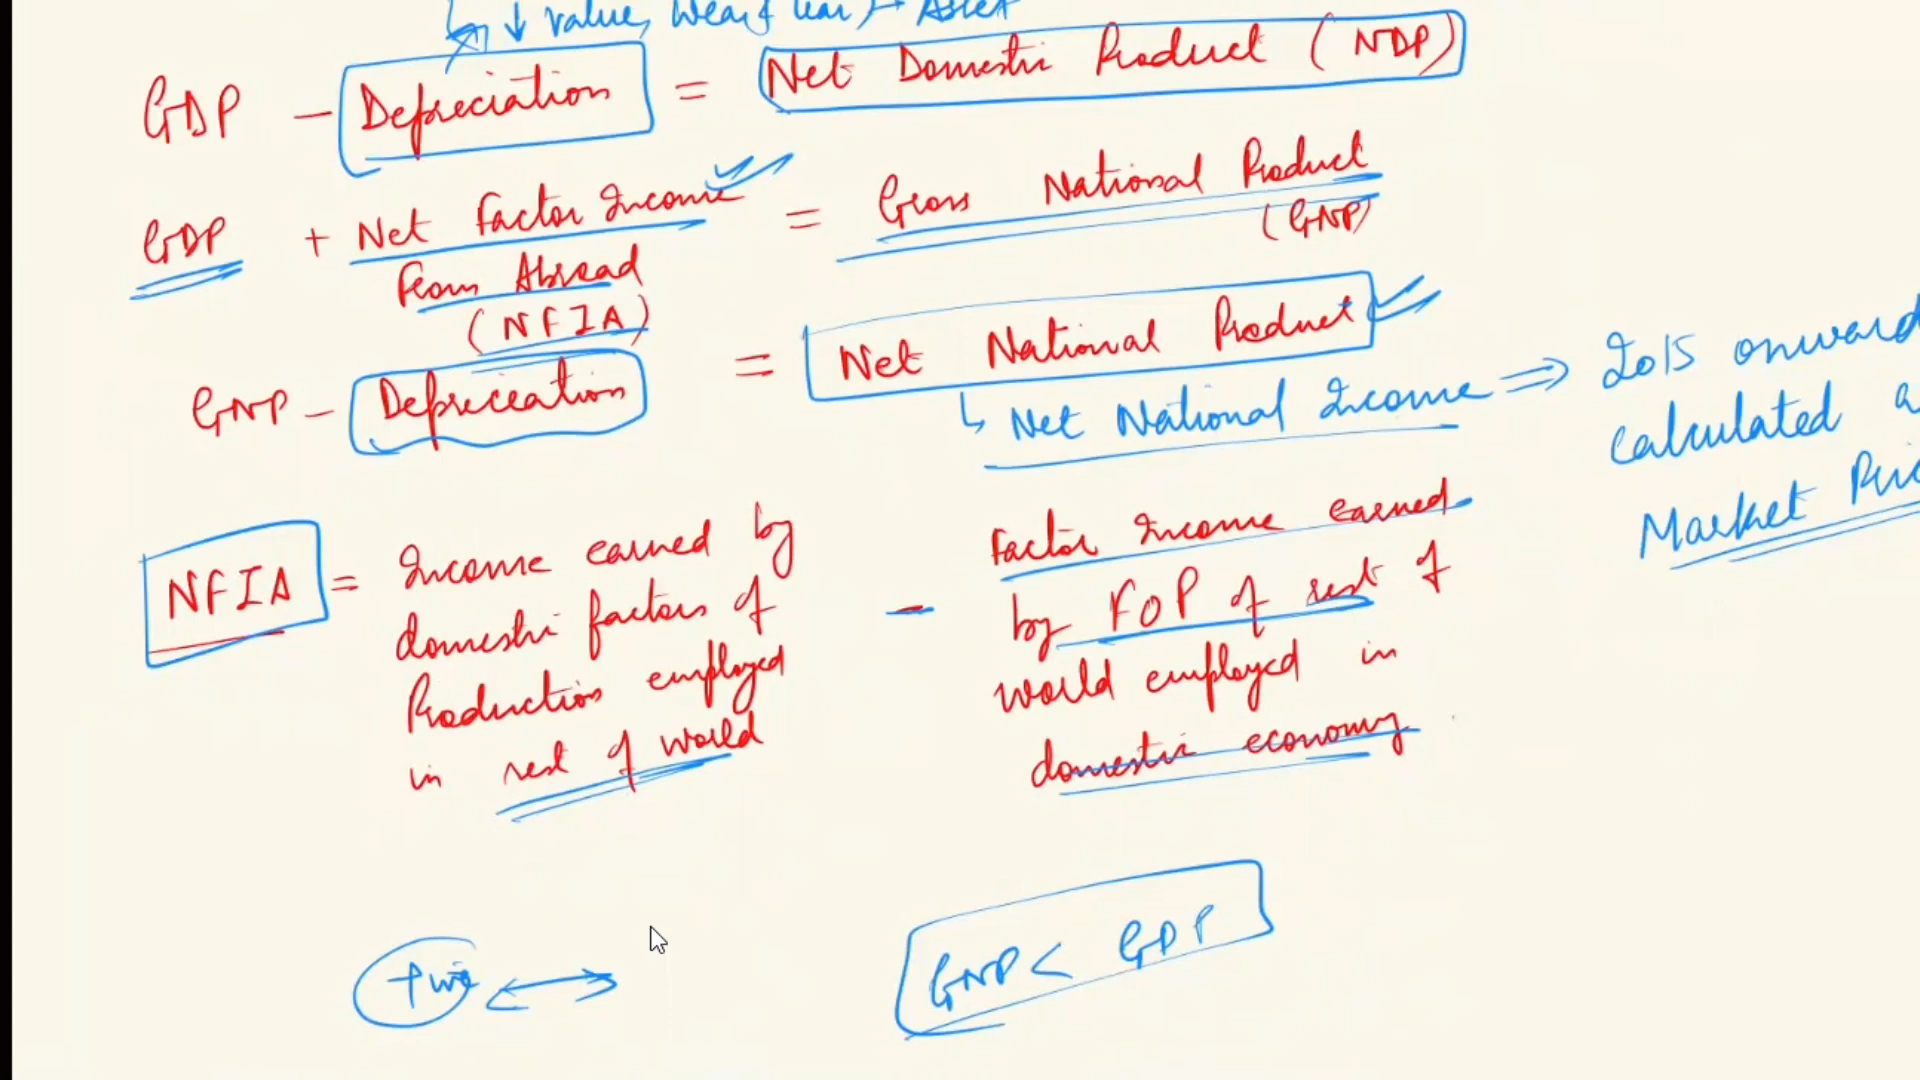 ↓ value, wear & tear) → Asset
GDP - Depreciation = Net Domestic Product (NDP)
GDP + Net Factor Income = Gross National Product
from Abroad (GNP)
(NFIA)
GNP - Depreciation = Net National Product
↳ Net National Income ⇒ 2015 onward
calculated a
Market Pri
NFIA = Income earned by domestic factors of Production employed in rest of world
- Factor Income earned by FOP of rest of world employed in domestic economy
+ive ↔
GNP < GDP